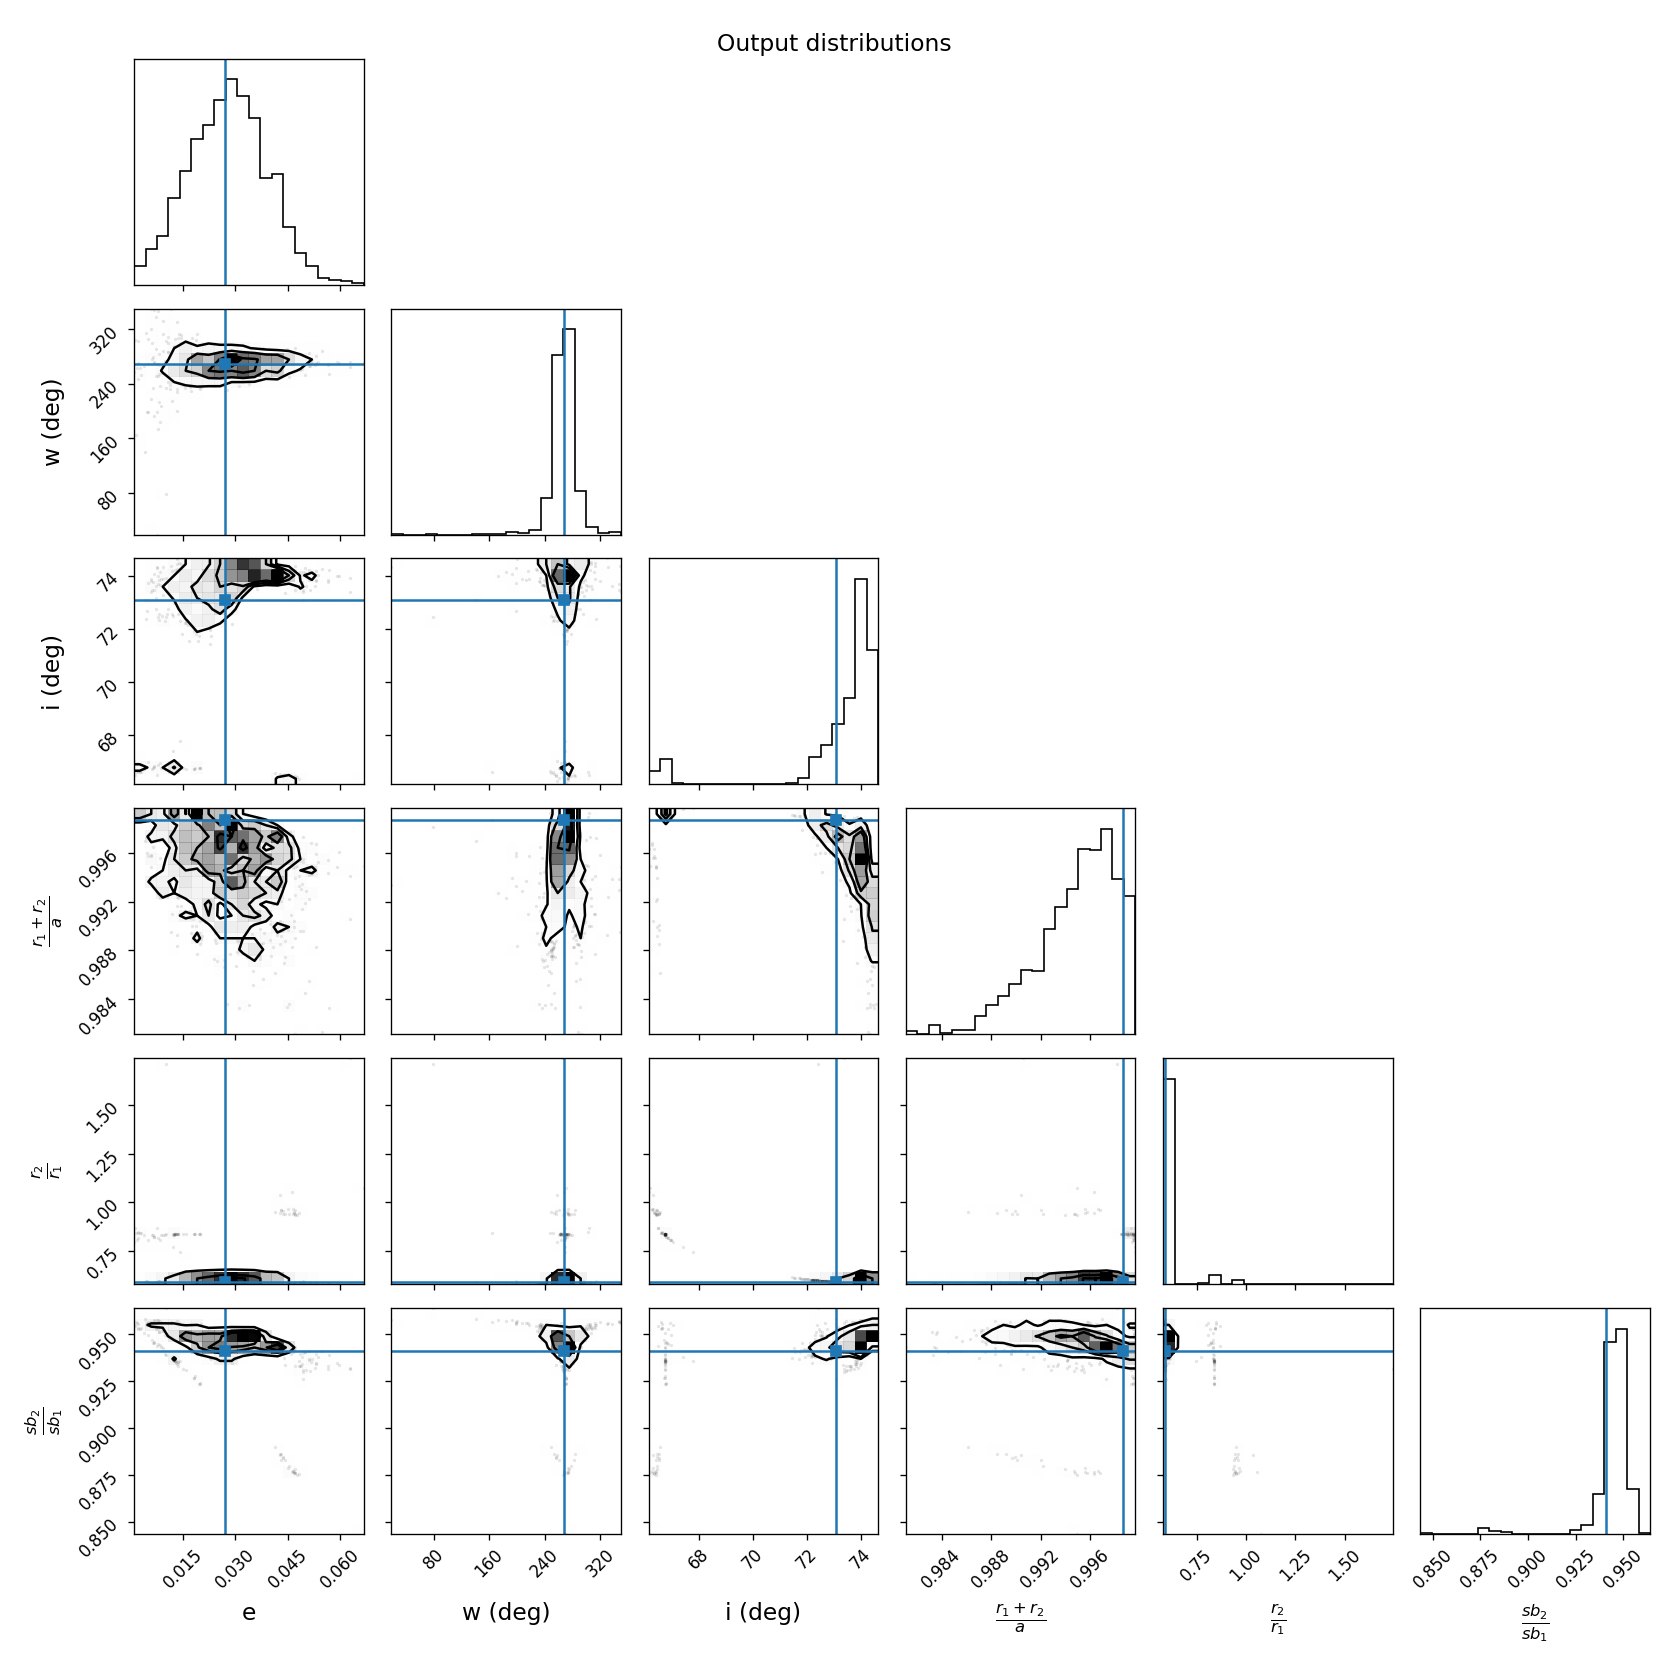 Output distributions
w (deg)
320
240
160
80
i (deg)
74
72
70
68
r₁ + r₂
a
0.996
0.992
0.988
0.984
r₂
r₁
1.50
1.25
1.00
0.75
sb₂
sb₁
0.950
0.925
0.900
0.875
0.850
0.015 0.030 0.045 0.060 80 160 240 320 68 70 72 74 0.984 0.988 0.992 0.996 0.75 1.00 1.25 1.50 0.850 0.875 0.900 0.925 0.950
e w (deg) i (deg)
r₁ + r₂ r₂ sb₂
a r₁ sb₁